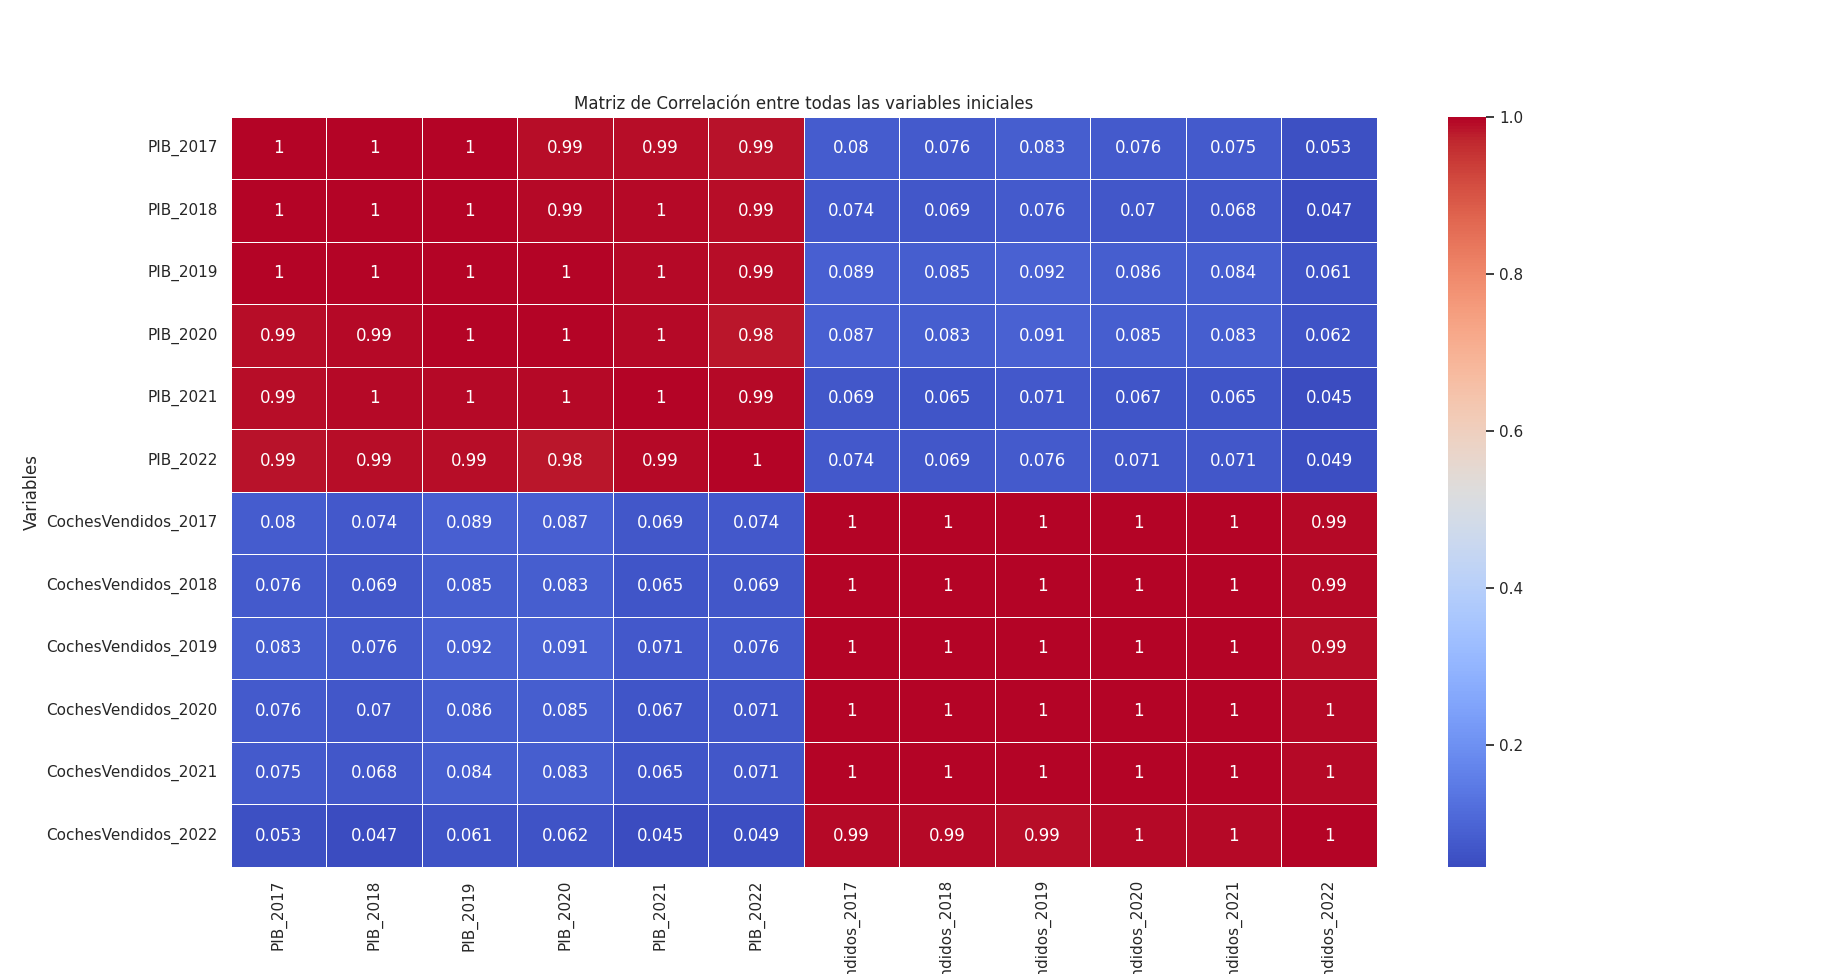 Matriz de Correlación entre todas las variables iniciales
Variables
PIB_2017 1 1 1 0.99 0.99 0.99 0.08 0.076 0.083 0.076 0.075 0.053
PIB_2018 1 1 1 0.99 1 0.99 0.074 0.069 0.076 0.07 0.068 0.047
PIB_2019 1 1 1 1 1 0.99 0.089 0.085 0.092 0.086 0.084 0.061
PIB_2020 0.99 0.99 1 1 1 0.98 0.087 0.083 0.091 0.085 0.083 0.062
PIB_2021 0.99 1 1 1 1 0.99 0.069 0.065 0.071 0.067 0.065 0.045
PIB_2022 0.99 0.99 0.99 0.98 0.99 1 0.074 0.069 0.076 0.071 0.071 0.049
CochesVendidos_2017 0.08 0.074 0.089 0.087 0.069 0.074 1 1 1 1 1 0.99
CochesVendidos_2018 0.076 0.069 0.085 0.083 0.065 0.069 1 1 1 1 1 0.99
CochesVendidos_2019 0.083 0.076 0.092 0.091 0.071 0.076 1 1 1 1 1 0.99
CochesVendidos_2020 0.076 0.07 0.086 0.085 0.067 0.071 1 1 1 1 1 1
CochesVendidos_2021 0.075 0.068 0.084 0.083 0.065 0.071 1 1 1 1 1 1
CochesVendidos_2022 0.053 0.047 0.061 0.062 0.045 0.049 0.99 0.99 0.99 1 1 1
PIB_2017
PIB_2018
PIB_2019
PIB_2020
PIB_2021
PIB_2022
ndidos_2017
ndidos_2018
ndidos_2019
ndidos_2020
ndidos_2021
ndidos_2022
1.0
0.8
0.6
0.4
0.2